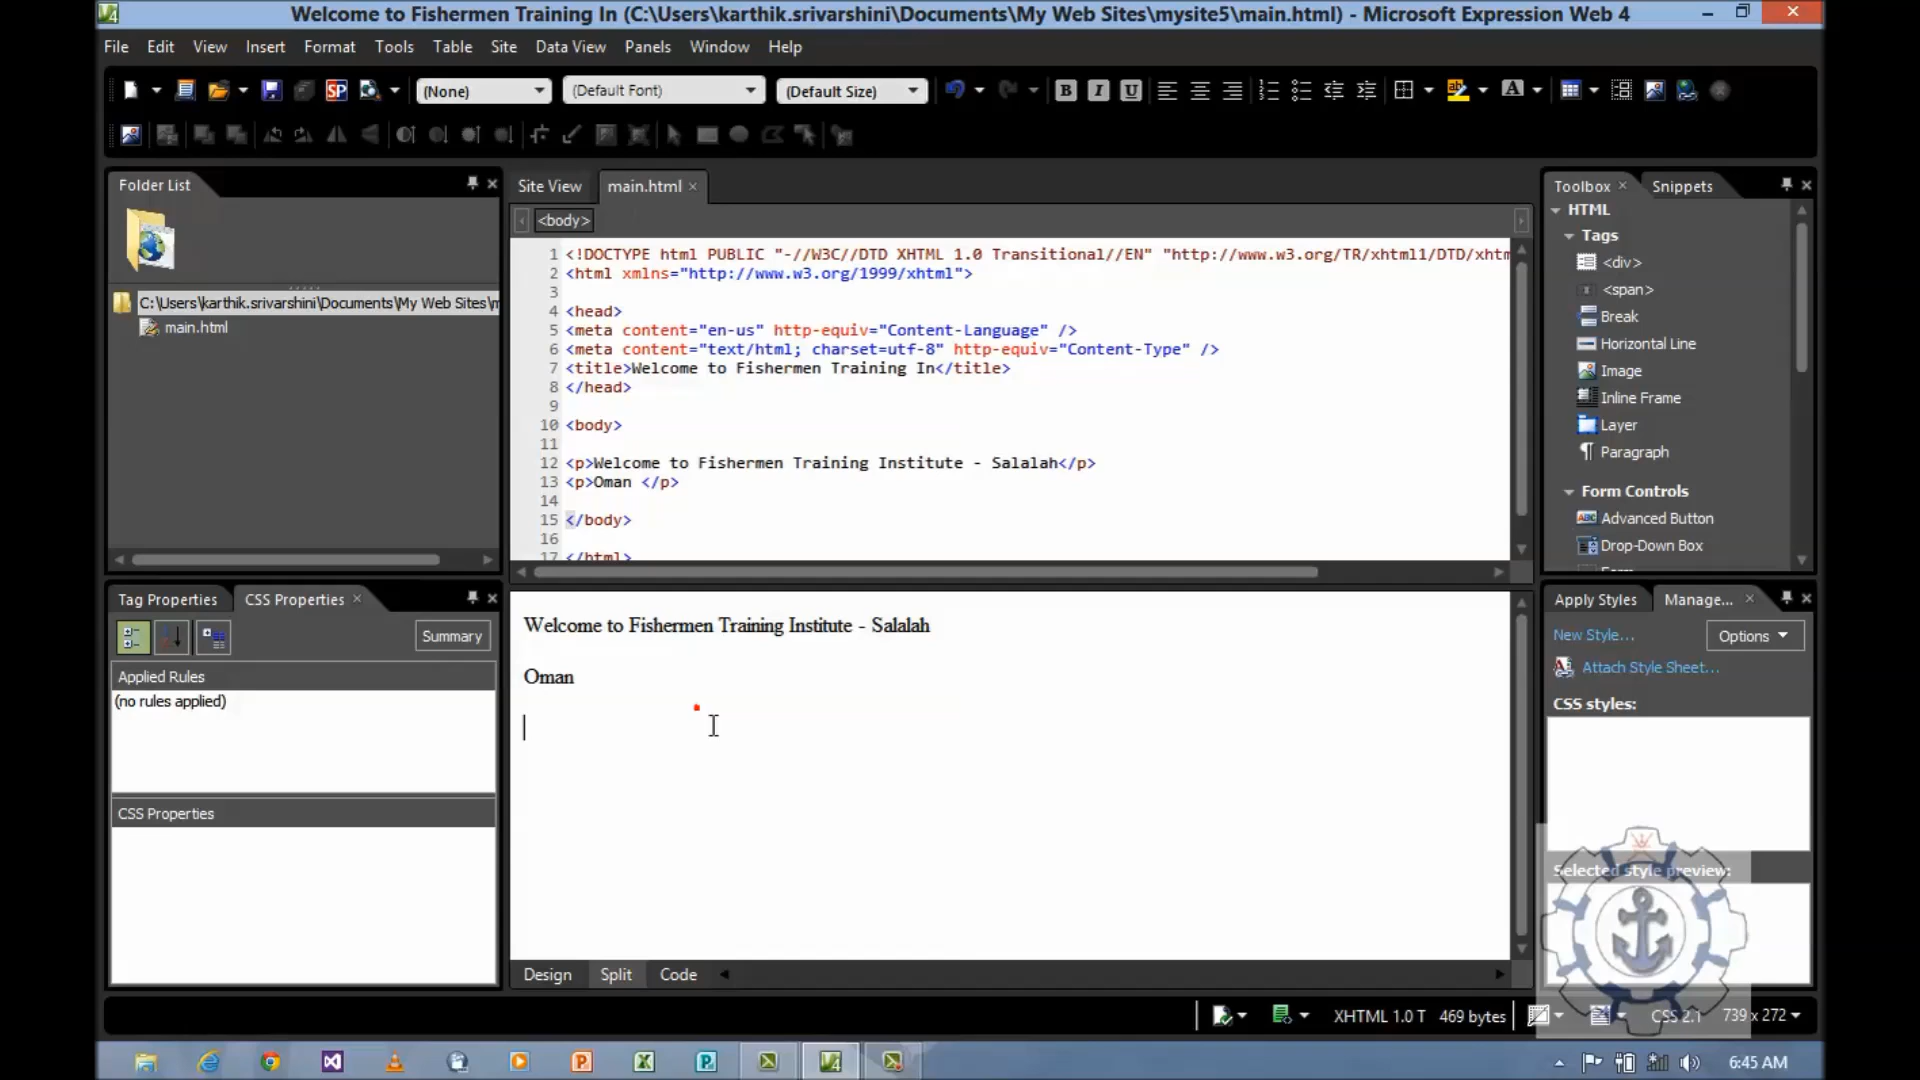 Welcome to Fishermen Training In (C:\Users\karthik.srivarshini\Documents\My Web Sites\mysite5\main.html) - Microsoft Expression Web 4
File Edit View Insert Format Tools Table Site Data View Panels Window Help
SP (None) (Default Font) (Default Size) B I U A
Folder List
C:\Users\karthik.srivarshini\Documents\My Web Sites\m
main.html
Site View main.html
<body>
1 <!DOCTYPE html PUBLIC "-//W3C//DTD XHTML 1.0 Transitional//EN" "http://www.w3.org/TR/xhtml1/DTD/xhtm
2 <html xmlns="http://www.w3.org/1999/xhtml">
3
4 <head>
5 <meta content="en-us" http-equiv="Content-Language" />
6 <meta content="text/html; charset=utf-8" http-equiv="Content-Type" />
7 <title>Welcome to Fishermen Training In</title>
8 </head>
9
10 <body>
11
12 <p>Welcome to Fishermen Training Institute - Salalah</p>
13 <p>Oman </p>
14
15 </body>
16
17 </html>
Toolbox Snippets
HTML
Tags
<div>
<span>
Break
Horizontal Line
Image
Inline Frame
Layer
Paragraph
Form Controls
Advanced Button
Drop-Down Box
Tag Properties CSS Properties
Summary
Applied Rules
(no rules applied)
CSS Properties
Welcome to Fishermen Training Institute - Salalah
Oman
Design Split Code
Apply Styles Manage...
New Style... Options
Attach Style Sheet...
CSS styles:
Selected style preview:
XHTML 1.0 T 469 bytes CSS 2.1 739 x 272
6:45 AM